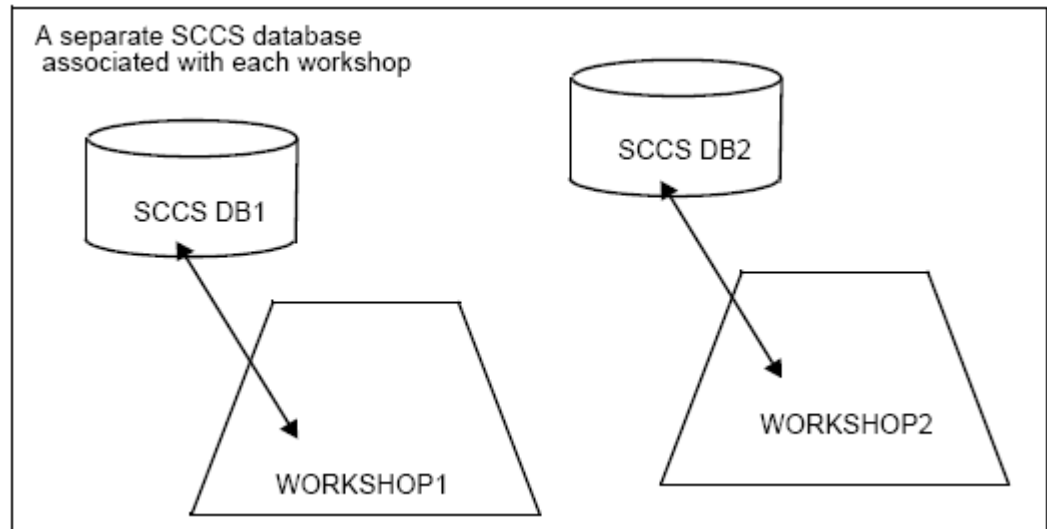 A separate SCCS database
associated with each workshop
SCCS DB1
SCCS DB2
WORKSHOP1
WORKSHOP2